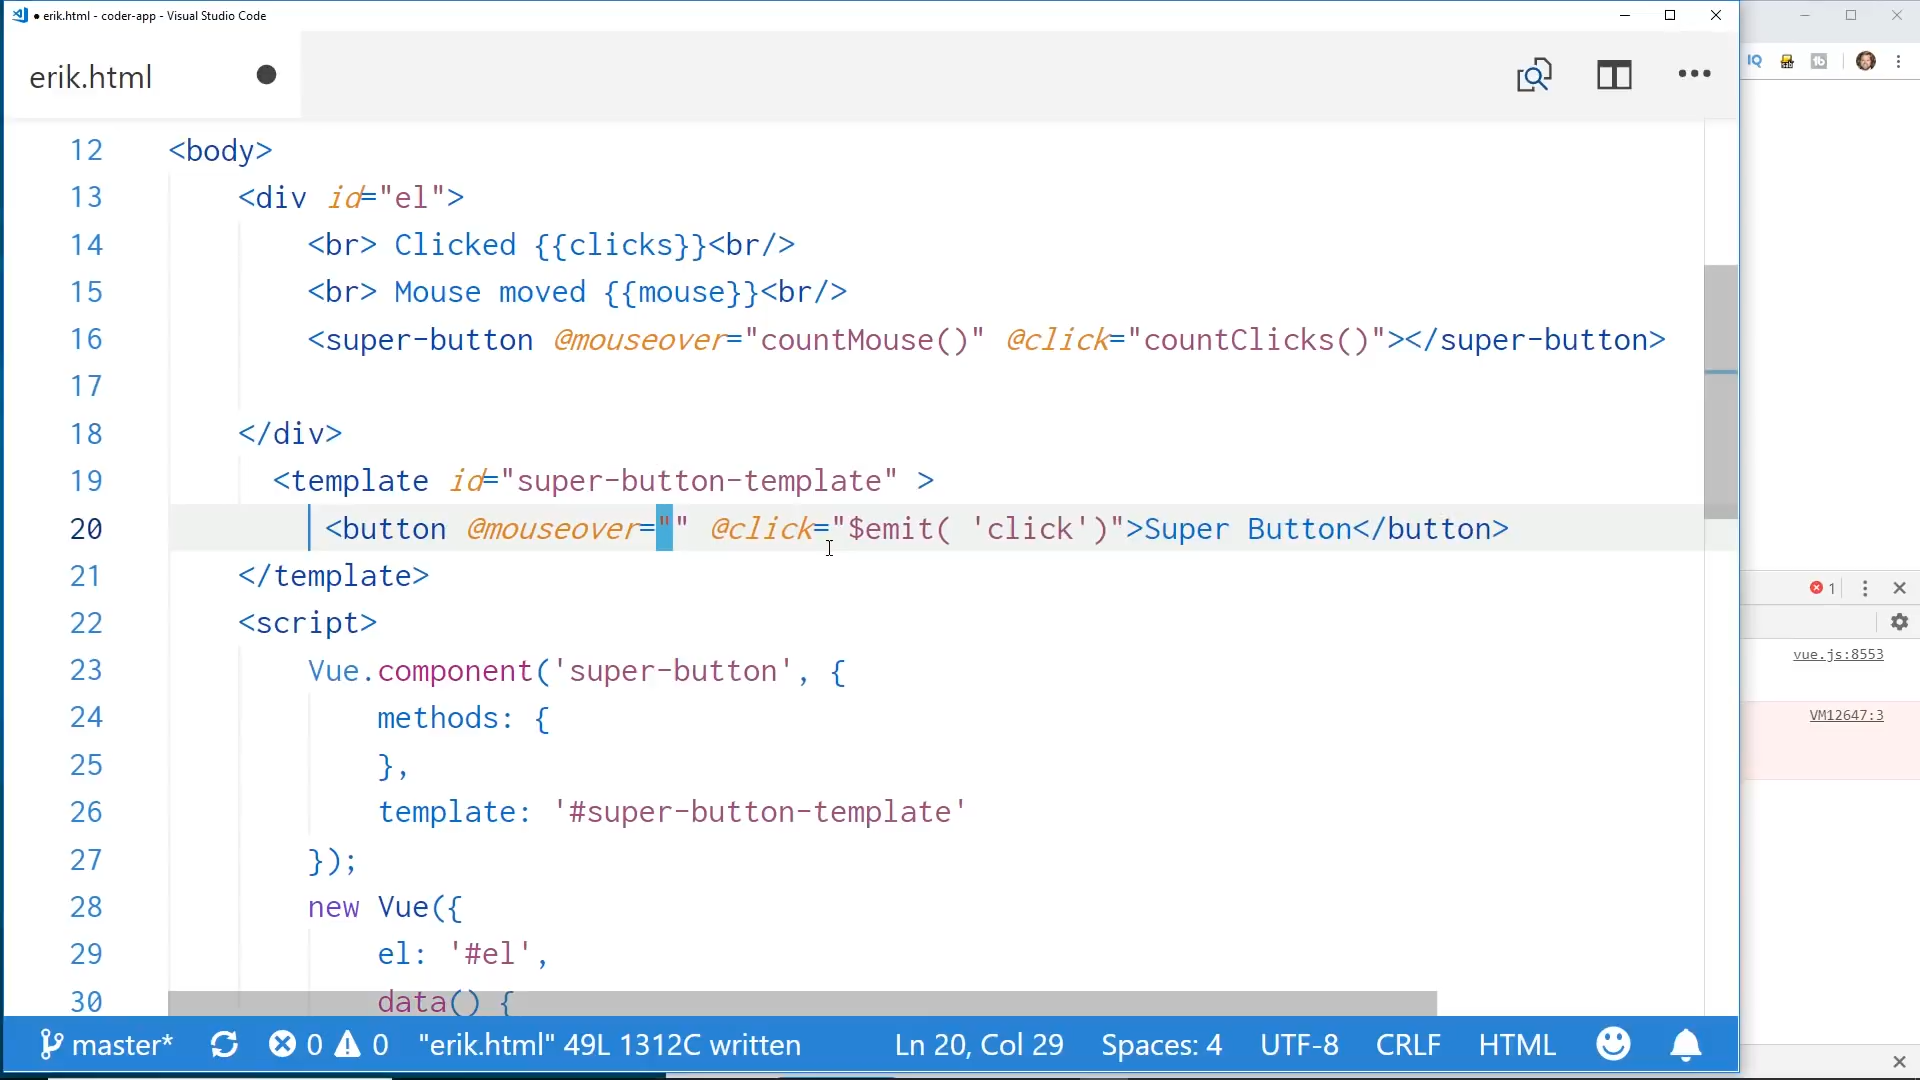 ● erik.html - coder-app - Visual Studio Code
erik.html
12 <body>
13 <div id="el">
14 <br> Clicked {{clicks}}<br/>
15 <br> Mouse moved {{mouse}}<br/>
16 <super-button @mouseover="countMouse()" @click="countClicks()"></super-button>
17
18 </div>
19 <template id="super-button-template" >
20 <button @mouseover="" @click="$emit( 'click')">Super Button</button>
21 </template>
22 <script>
23 Vue.component('super-button', {
24 methods: {
25 },
26 template: '#super-button-template'
27 });
28 new Vue({
29 el: '#el',
30 data() {
master* 0 0 "erik.html" 49L 1312C written Ln 20, Col 29 Spaces: 4 UTF-8 CRLF HTML
IQ
1
vue.js:8553
VM12647:3